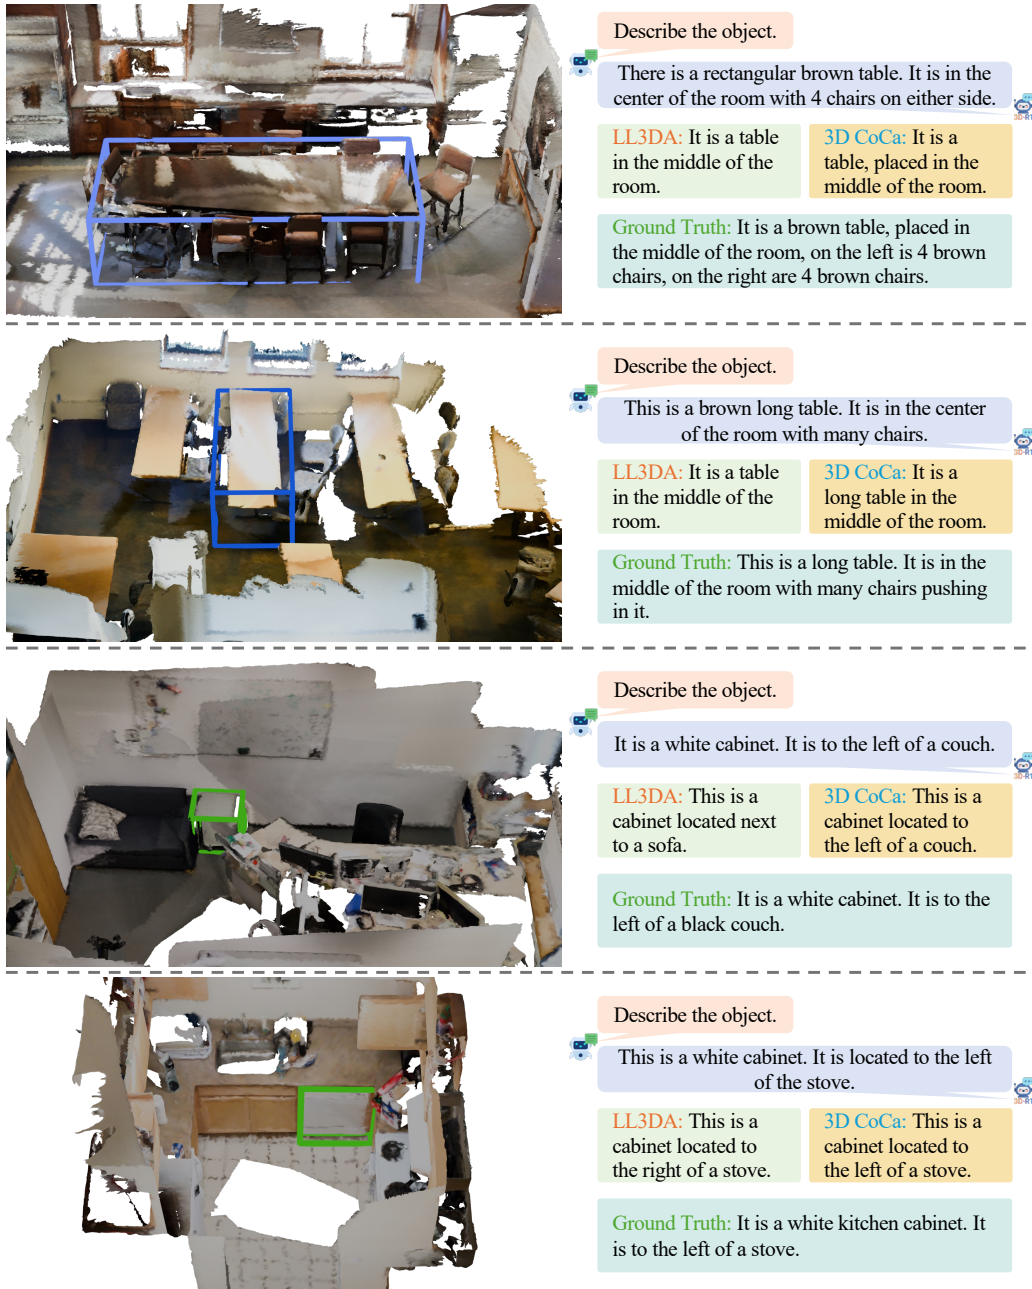 Describe the object.
There is a rectangular brown table. It is in the
center of the room with 4 chairs on either side.
3D-R1
LL3DA: It is a table
in the middle of the
room.
3D CoCa: It is a
table, placed in the
middle of the room.
Ground Truth: It is a brown table, placed in
the middle of the room, on the left is 4 brown
chairs, on the right are 4 brown chairs.
Describe the object.
This is a brown long table. It is in the center
of the room with many chairs.
3D-R1
LL3DA: It is a table
in the middle of the
room.
3D CoCa: It is a
long table in the
middle of the room.
Ground Truth: This is a long table. It is in the
middle of the room with many chairs pushing
in it.
Describe the object.
It is a white cabinet. It is to the left of a couch.
3D-R1
LL3DA: This is a
cabinet located next
to a sofa.
3D CoCa: This is a
cabinet located to
the left of a couch.
Ground Truth: It is a white cabinet. It is to the
left of a black couch.
Describe the object.
This is a white cabinet. It is located to the left
of the stove.
3D-R1
LL3DA: This is a
cabinet located to
the right of a stove.
3D CoCa: This is a
cabinet located to
the left of a stove.
Ground Truth: It is a white kitchen cabinet. It
is to the left of a stove.